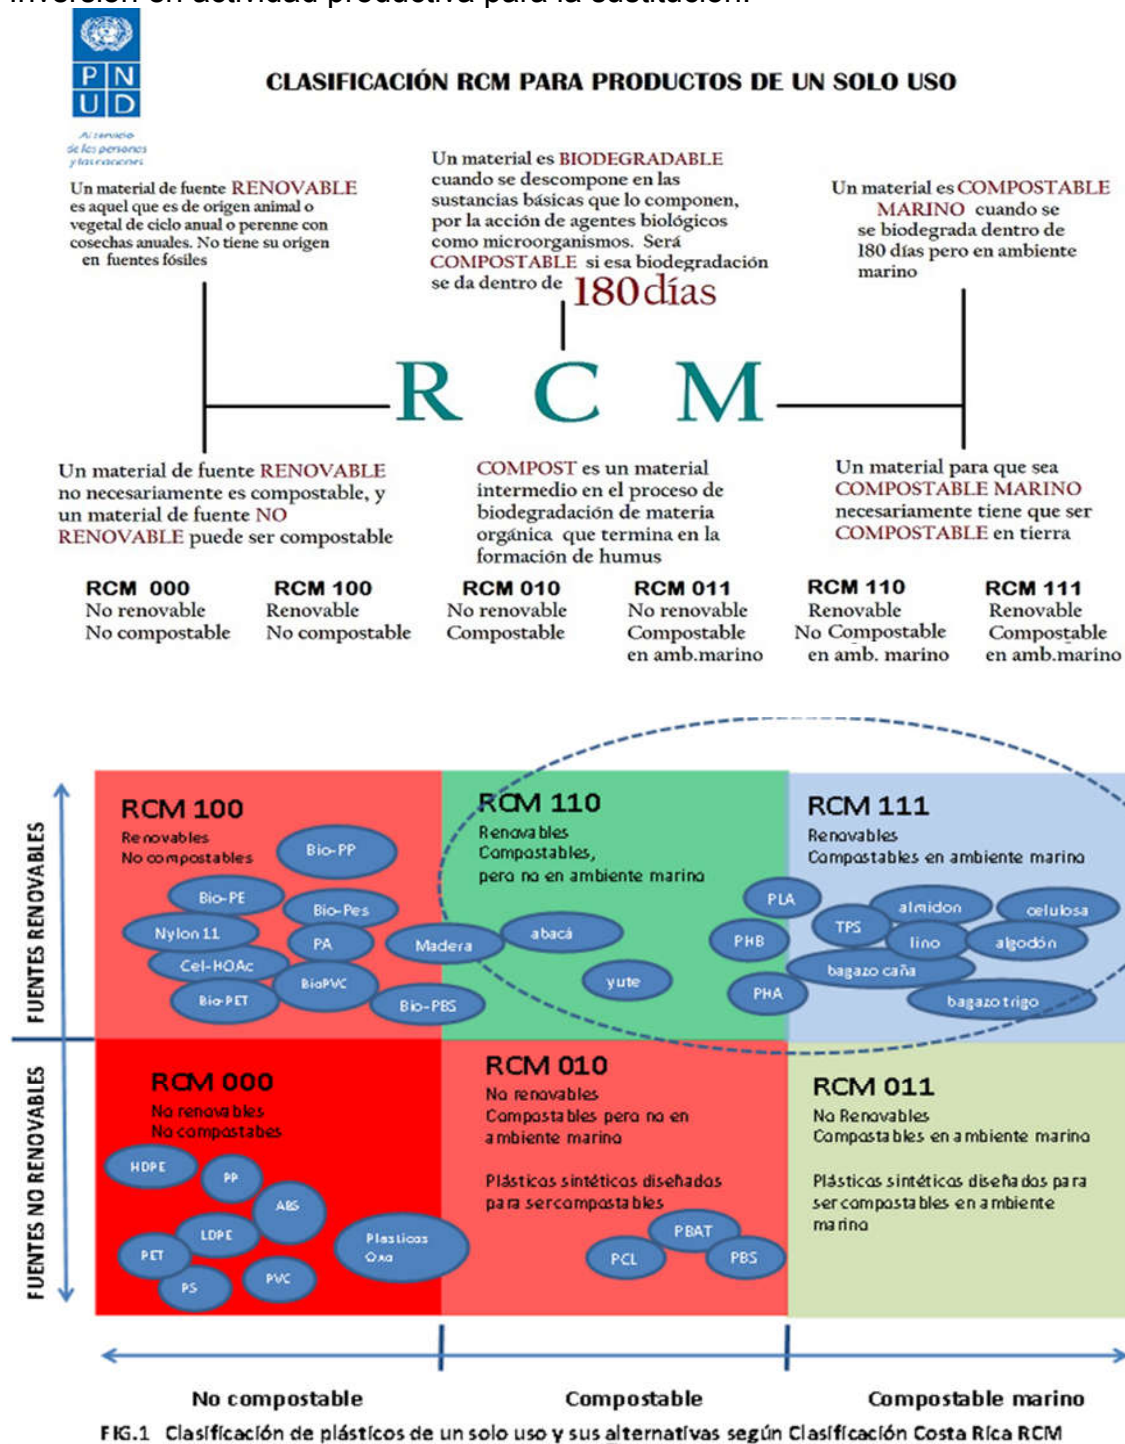 inversión en actividad productiva para la sustitución.
P N
U D
Al servicio
de las personas
y las naciones
CLASIFICACIÓN RCM PARA PRODUCTOS DE UN SOLO USO
Un material de fuente RENOVABLE
es aquel que es de origen animal o
vegetal de ciclo anual o perenne con
cosechas anuales. No tiene su origen
en fuentes fósiles
Un material es BIODEGRADABLE
cuando se descompone en las
sustancias básicas que lo componen,
por la acción de agentes biológicos
como microorganismos. Será
COMPOSTABLE si esa biodegradación
se da dentro de 180 días
Un material es COMPOSTABLE
MARINO cuando se
se biodegrada dentro de
180 días pero en ambiente
marino
R C M
Un material de fuente RENOVABLE
no necesariamente es compostable, y
un material de fuente NO
RENOVABLE puede ser compostable
COMPOST es un material
intermedio en el proceso de
biodegradación de materia
orgánica que termina en la
formación de humus
Un material para que sea
COMPOSTABLE MARINO
necesariamente tiene que ser
COMPOSTABLE en tierra
RCM 000
No renovable
No compostable
RCM 100
Renovable
No compostable
RCM 010
No renovable
Compostable
RCM 011
No renovable
Compostable
en amb.marino
RCM 110
Renovable
No Compostable
en amb. marino
RCM 111
Renovable
Compostable
en amb.marino
FUENTES RENOVABLES
RCM 100
Renovables
No compostables
Bio-PP
Bio-PE
Bio-Pes
Nylon 11
PA
Madera
Cel-HOAc
BioPVC
Bio-PET
Bio-PBS
RCM 110
Renovables
Compostables,
pero no en ambiente marino
abacá
yute
PLA
PHB
PHA
RCM 111
Renovables
Compostables en ambiente marino
almidon
celulosa
TPS
lino
algodón
bagazo caña
bagazo trigo
FUENTES NO RENOVABLES
RCM 000
No renovables
No compostabes
HDPE
PP
ABS
LDPE
PET
PS
PVC
Plasticos
Oxo
RCM 010
No renovables
Compostables pero no en
ambiente marino
Plásticos sintéticos diseñados
para ser compostables
PBAT
PCL
PBS
RCM 011
No Renovables
Compostables en ambiente marino
Plásticos sintéticos diseñados para
ser compostables en ambiente
marino
No compostable
Compostable
Compostable marino
FIG.1 Clasificación de plásticos de un solo uso y sus alternativas según Clasificación Costa Rica RCM